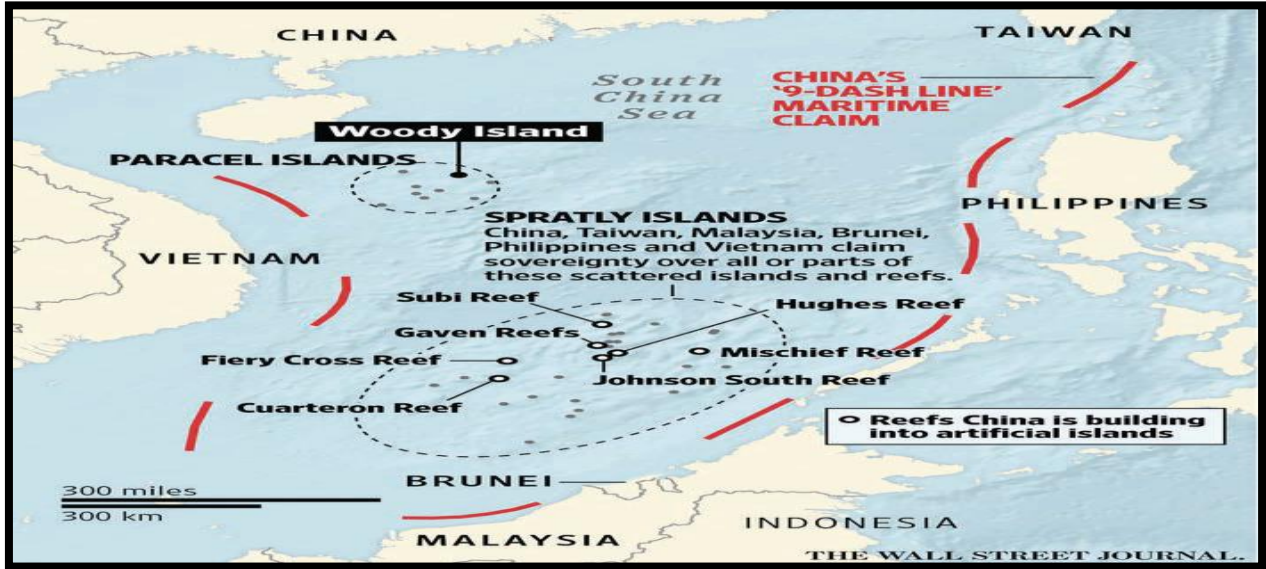 CHINA
TAIWAN
South
China
Sea
CHINA'S
'9-DASH LINE'
MARITIME
CLAIM
Woody Island
PARACEL ISLANDS
PHILIPPINES
SPRATLY ISLANDS
China, Taiwan, Malaysia, Brunei,
Philippines and Vietnam claim
sovereignty over all or parts of
these scattered islands and reefs.
VIETNAM
Subi Reef
Hughes Reef
Gaven Reefs
Fiery Cross Reef
Mischief Reef
Johnson South Reef
Cuarteron Reef
Reefs China is building
into artificial islands
300 miles
300 km
BRUNEI
INDONESIA
MALAYSIA
THE WALL STREET JOURNAL.